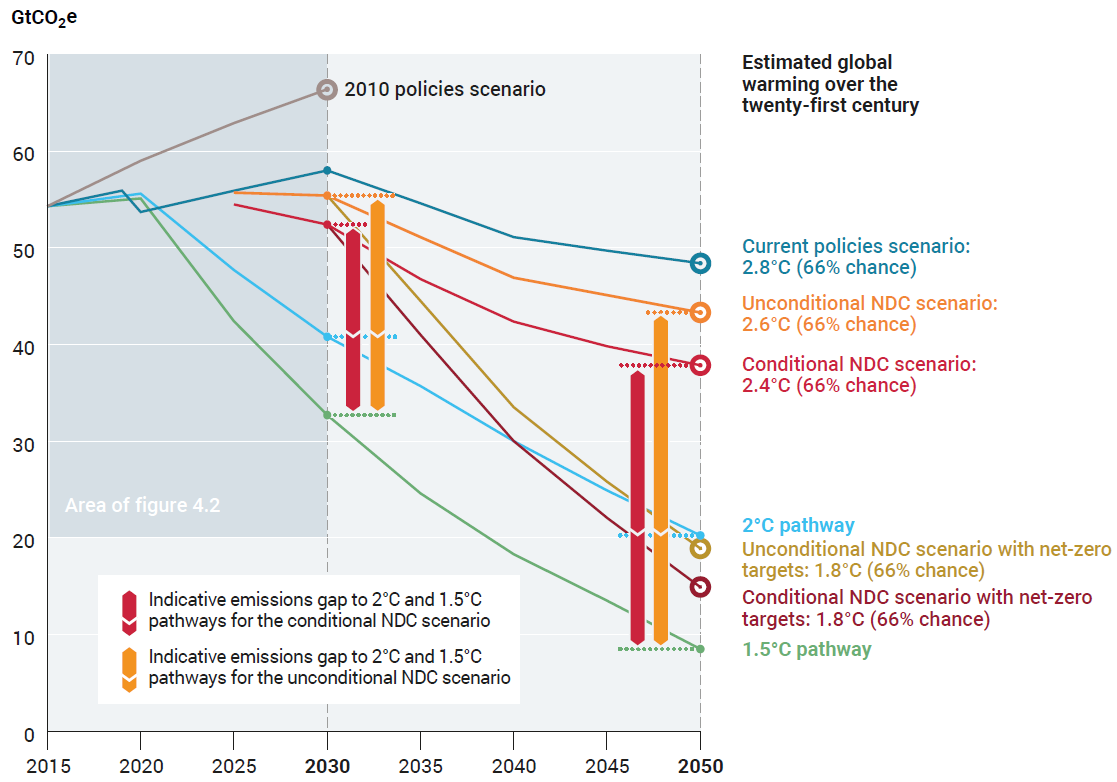 GtCO₂e
70
60
50
40
30
20
10
0
2015
2020
2025
2030
2035
2040
2045
2050
2010 policies scenario
Area of figure 4.2
Indicative emissions gap to 2°C and 1.5°C
pathways for the conditional NDC scenario
Indicative emissions gap to 2°C and 1.5°C
pathways for the unconditional NDC scenario
Estimated global
warming over the
twenty-first century
Current policies scenario:
2.8°C (66% chance)
Unconditional NDC scenario:
2.6°C (66% chance)
Conditional NDC scenario:
2.4°C (66% chance)
2°C pathway
Unconditional NDC scenario with net-zero
targets: 1.8°C (66% chance)
Conditional NDC scenario with net-zero
targets: 1.8°C (66% chance)
1.5°C pathway